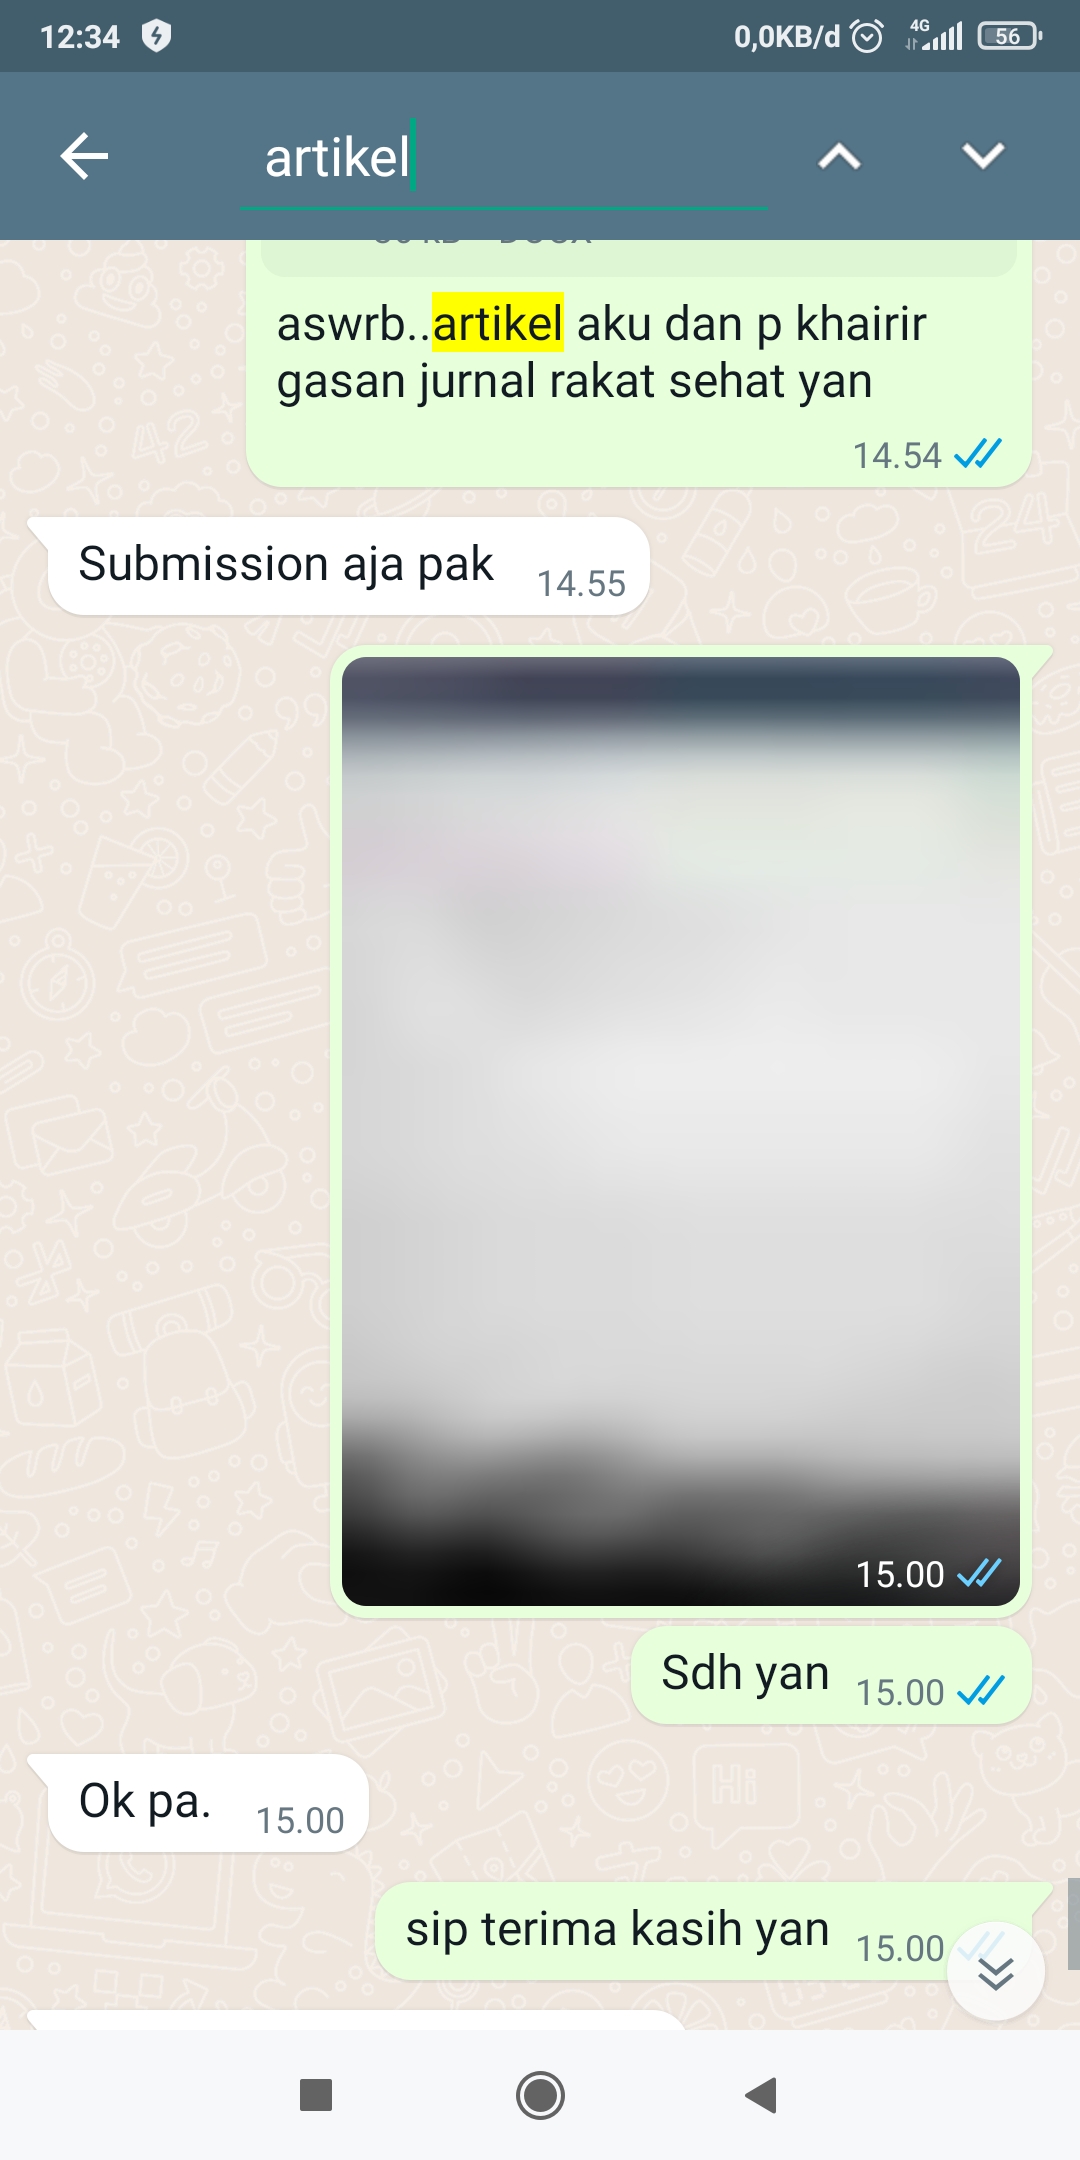 12:34 0,0KB/d 4G 56
artikel
aswrb..artikel aku dan p khairir
gasan jurnal rakat sehat yan
14.54
Submission aja pak 14.55
15.00
Sdh yan 15.00
Ok pa. 15.00
sip terima kasih yan 15.00